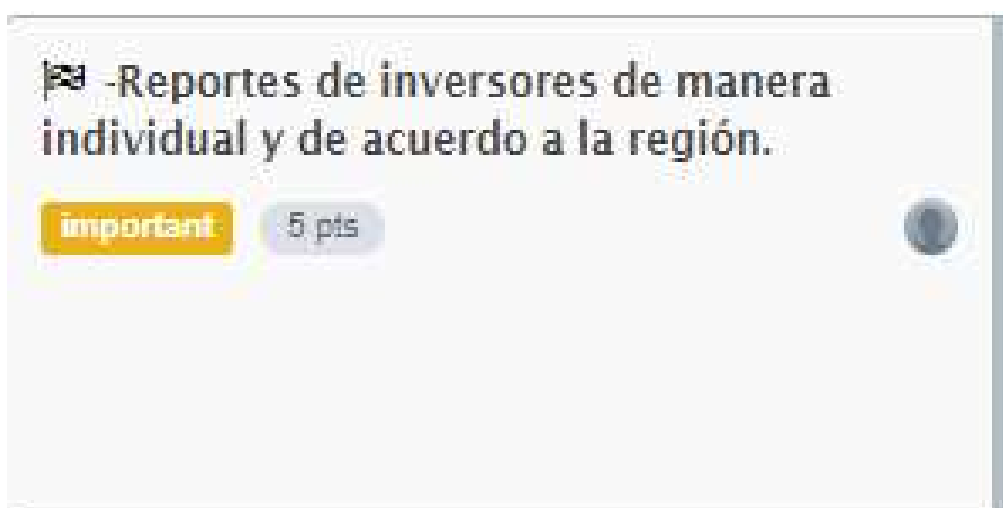 -Reportes de inversores de manera
individual y de acuerdo a la región.
important 5 pts